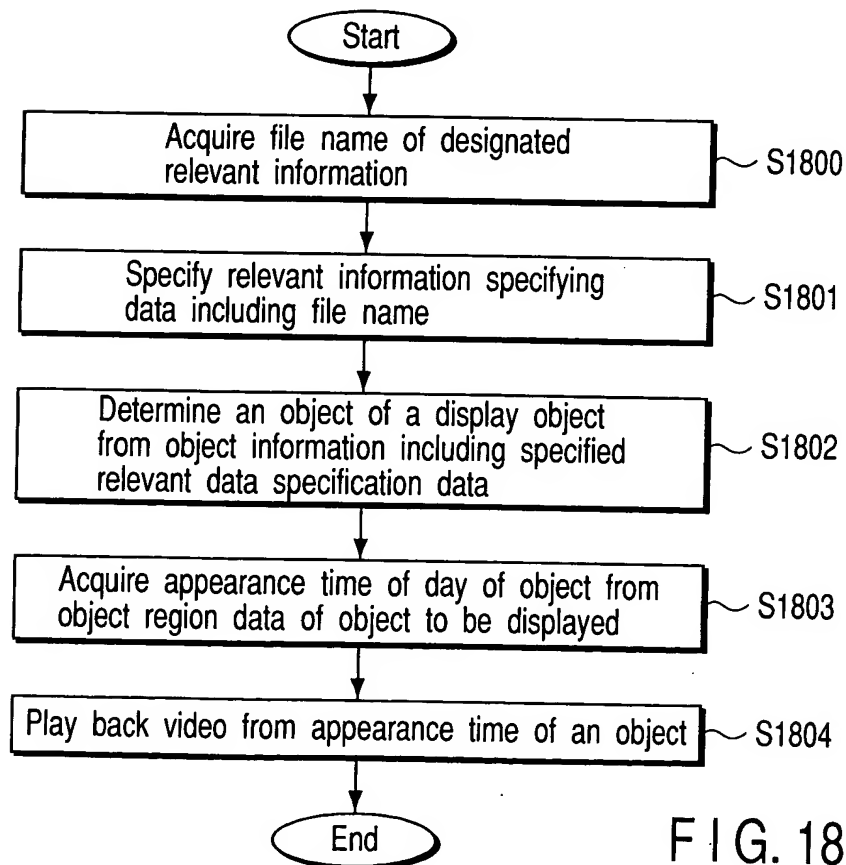 Start
Acquire file name of designated
relevant information
S1800
Specify relevant information specifying
data including file name
S1801
Determine an object of a display object
from object information including specified
relevant data specification data
S1802
Acquire appearance time of day of object from
object region data of object to be displayed
S1803
Play back video from appearance time of an object
S1804
End
FIG. 18